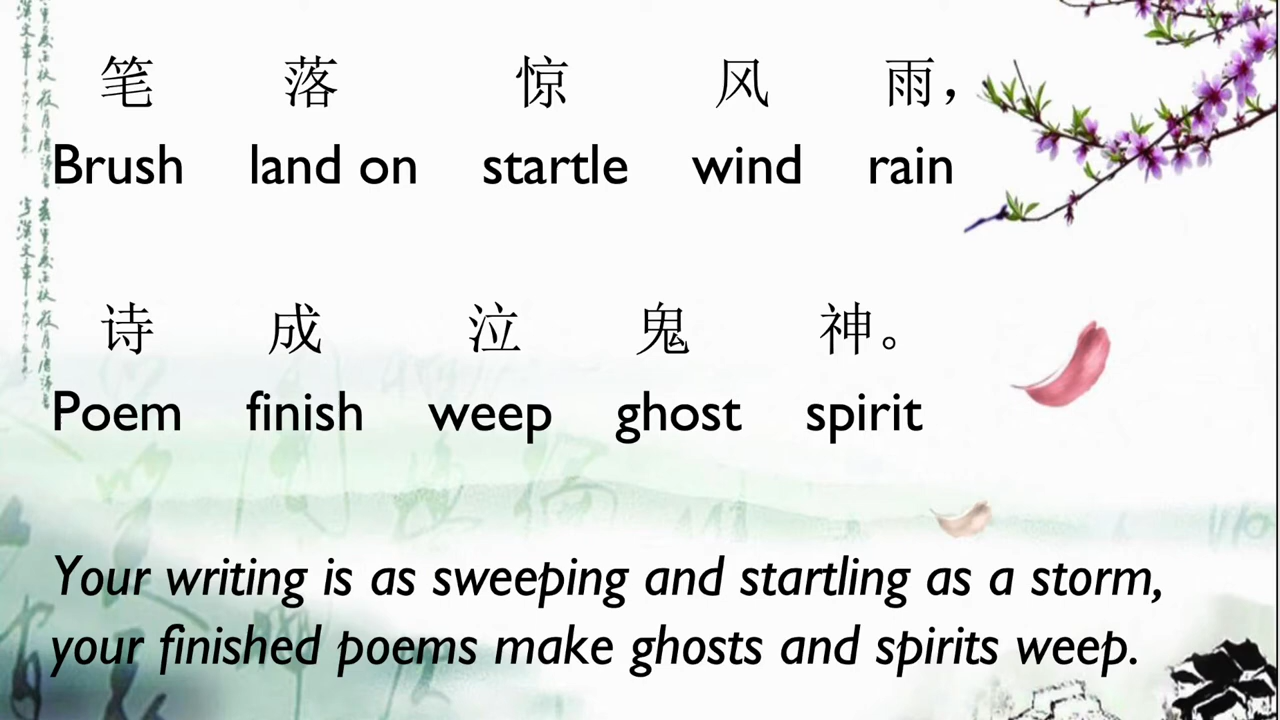 笔 落 惊 风 雨，
Brush land on startle wind rain
诗 成 泣 鬼 神。
Poem finish weep ghost spirit
Your writing is as sweeping and startling as a storm,
your finished poems make ghosts and spirits weep.